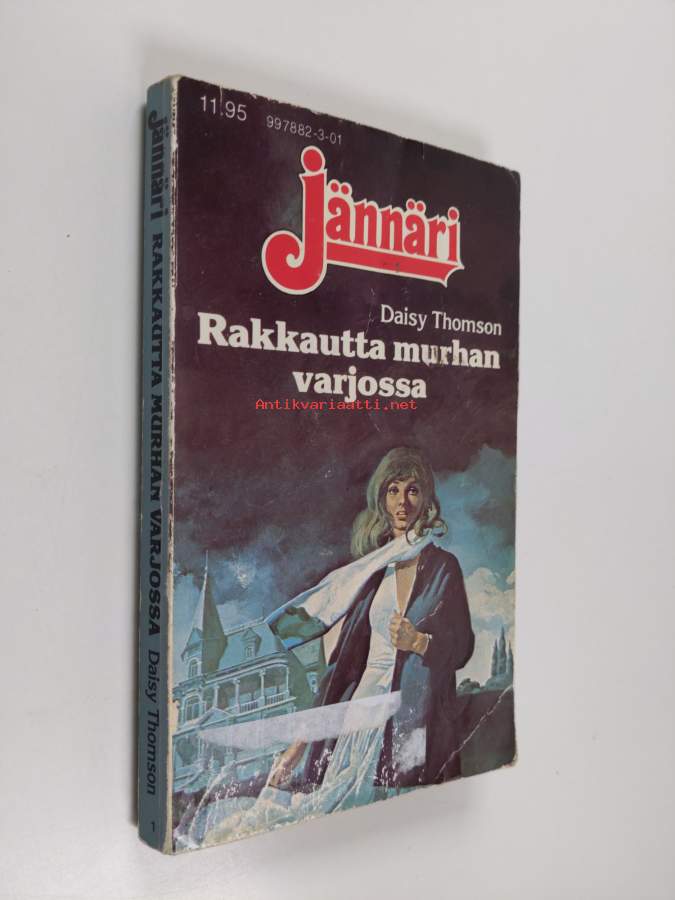 11.95
997882-3-01
jännäri
Daisy Thomson
Rakkautta murhan
varjossa
Antikvariaatti.net
jännäri RAKKAUTTA MURHAN VARJOSSA Daisy Thomson 1